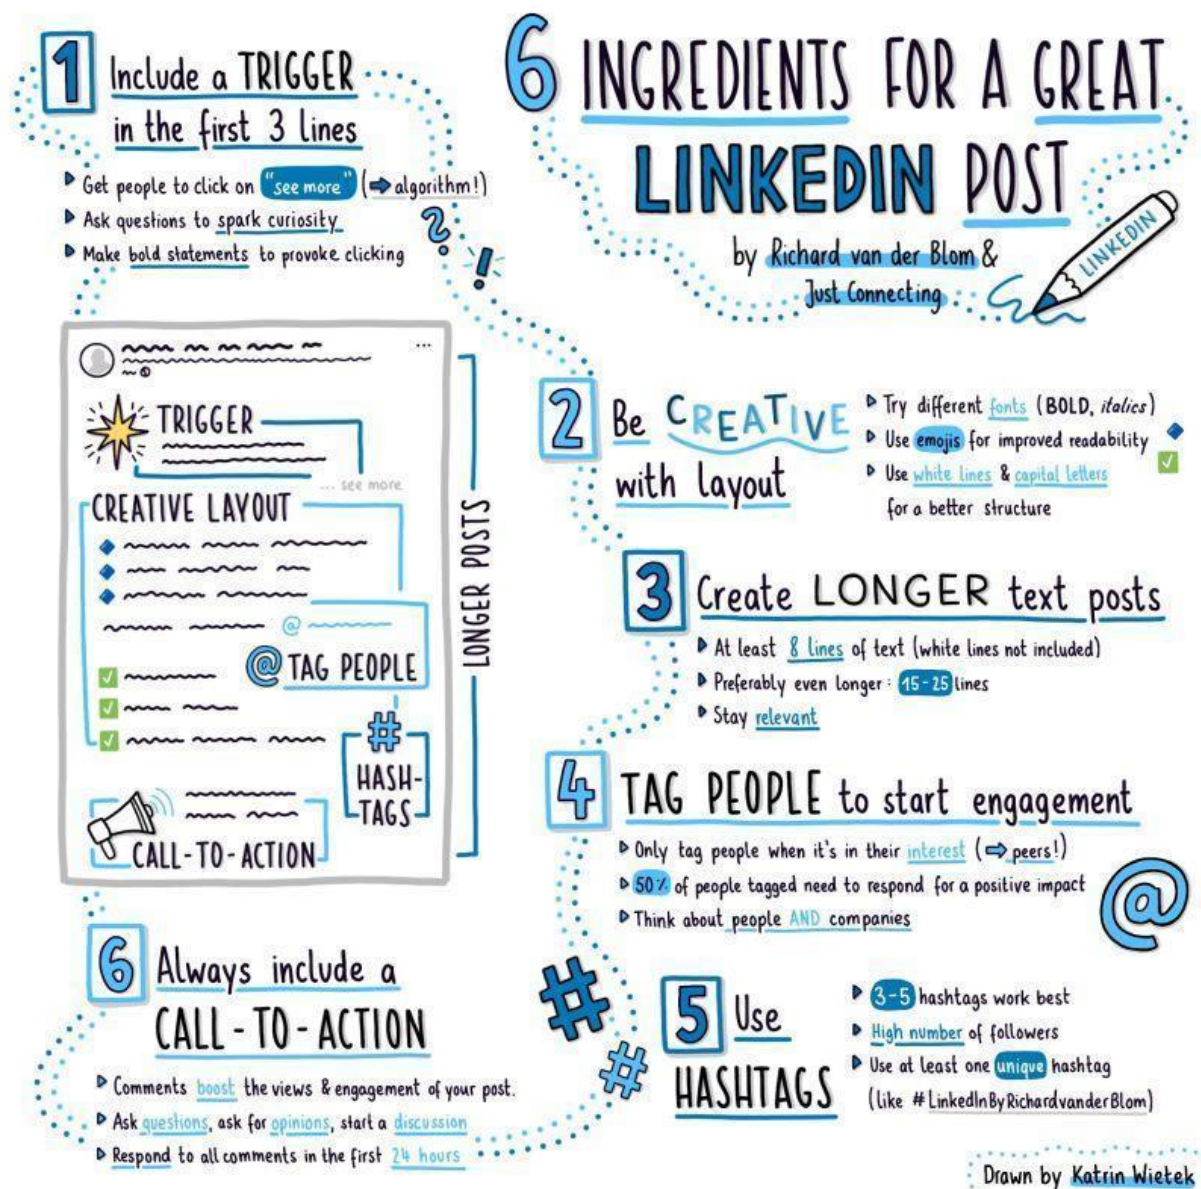 6 INGREDIENTS FOR A GREAT
LINKEDIN POST
by Richard van der Blom &
Just Connecting
LINKEDIN
1 Include a TRIGGER
in the first 3 lines
Get people to click on "see more" (➡ algorithm!)
Ask questions to spark curiosity
Make bold statements to provoke clicking
? !
...
TRIGGER
... see more
CREATIVE LAYOUT
@
@ TAG PEOPLE
#
HASH-
TAGS
CALL-TO-ACTION
LONGER POSTS
2 Be CREATIVE
with layout
Try different fonts (BOLD, italics)
Use emojis for improved readability
Use white lines & capital letters
for a better structure
3 Create LONGER text posts
At least 8 lines of text (white lines not included)
Preferably even longer: 15-25 lines
Stay relevant
4 TAG PEOPLE to start engagement
Only tag people when it's in their interest (➡ peers!)
50% of people tagged need to respond for a positive impact
Think about people AND companies
@
5 Use
HASHTAGS
3-5 hashtags work best
High number of followers
Use at least one unique hashtag
(like #LinkedInByRichardvanderBlom)
#
#
6 Always include a
CALL-TO-ACTION
Comments boost the views & engagement of your post.
Ask questions, ask for opinions, start a discussion
Respond to all comments in the first 24 hours
Drawn by Katrin Wietek